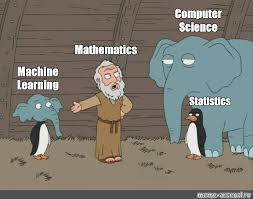 Computer
Science
Mathematics
Machine
Learning
Statistics